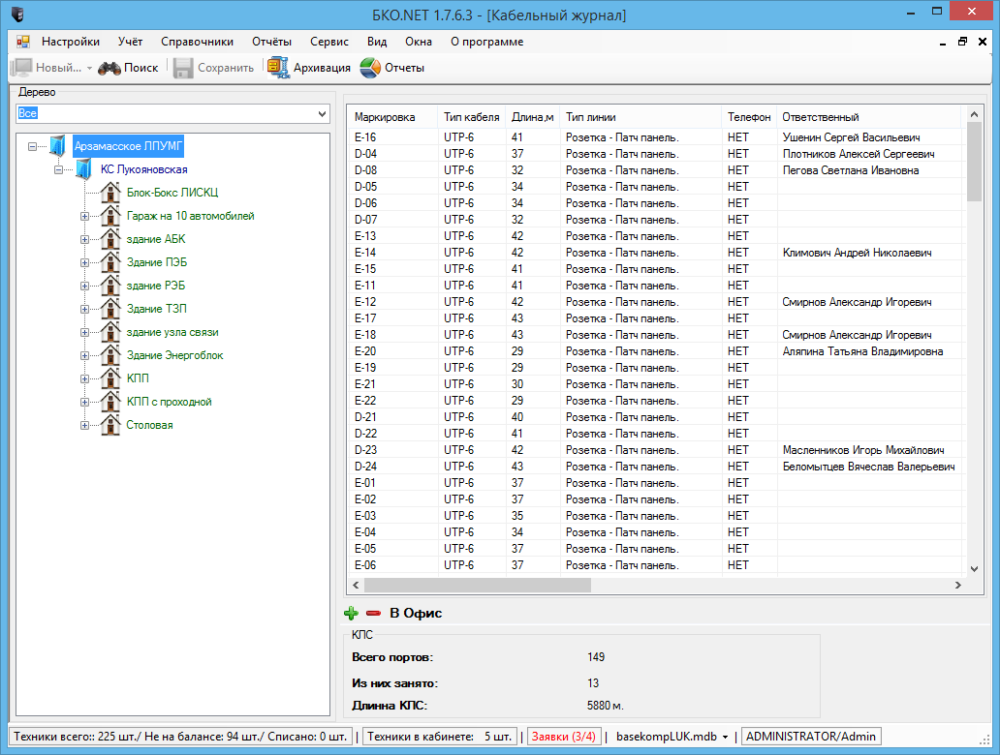 БКО.NET 1.7.6.3 - [Кабельный журнал]
Настройки Учёт Справочники Отчёты Сервис Вид Окна О программе
Новый... Поиск Сохранить Архивация Отчеты
Дерево
Все
Арзамасское ЛПУМГ
КС Лукояновская
Блок-Бокс ЛИСКЦ
Гараж на 10 автомобилей
здание АБК
Здание ПЭБ
здание РЭБ
Здание ТЗП
здание узла связи
Здание Энергоблок
КПП
КПП с проходной
Столовая
Маркировка Тип кабеля Длина,м Тип линии Телефон Ответственный
E-16 UTP-6 41 Розетка - Патч панель. НЕТ Ушенин Сергей Васильевич
D-04 UTP-6 37 Розетка - Патч панель. НЕТ Плотников Алексей Сергеевич
D-08 UTP-6 32 Розетка - Патч панель. НЕТ Пегова Светлана Ивановна
D-05 UTP-6 34 Розетка - Патч панель. НЕТ
D-06 UTP-6 34 Розетка - Патч панель. НЕТ
D-07 UTP-6 32 Розетка - Патч панель. НЕТ
E-13 UTP-6 42 Розетка - Патч панель. НЕТ
E-14 UTP-6 42 Розетка - Патч панель. НЕТ Климович Андрей Николаевич
E-15 UTP-6 41 Розетка - Патч панель. НЕТ
E-11 UTP-6 41 Розетка - Патч панель. НЕТ
E-12 UTP-6 42 Розетка - Патч панель. НЕТ Смирнов Александр Игоревич
E-17 UTP-6 43 Розетка - Патч панель. НЕТ
E-18 UTP-6 43 Розетка - Патч панель. НЕТ Смирнов Александр Игоревич
E-20 UTP-6 29 Розетка - Патч панель. НЕТ Аляпина Татьяна Владимировна
E-19 UTP-6 29 Розетка - Патч панель. НЕТ
E-21 UTP-6 30 Розетка - Патч панель. НЕТ
E-22 UTP-6 29 Розетка - Патч панель. НЕТ
D-21 UTP-6 40 Розетка - Патч панель. НЕТ
D-22 UTP-6 41 Розетка - Патч панель. НЕТ
D-23 UTP-6 42 Розетка - Патч панель. НЕТ Масленников Игорь Михайлович
D-24 UTP-6 43 Розетка - Патч панель. НЕТ Беломытцев Вячеслав Валерьевич
E-01 UTP-6 37 Розетка - Патч панель. НЕТ
E-02 UTP-6 37 Розетка - Патч панель. НЕТ
E-03 UTP-6 35 Розетка - Патч панель. НЕТ
E-04 UTP-6 34 Розетка - Патч панель. НЕТ
E-05 UTP-6 37 Розетка - Патч панель. НЕТ
E-06 UTP-6 37 Розетка - Патч панель. НЕТ
В Офис
КПС
Всего портов: 149
Из них занято: 13
Длинна КЛС: 5880 м.
Техники всего:: 225 шт./ Не на балансе: 94 шт./ Списано: 0 шт. | Техники в кабинете: 5 шт. | Заявки (3/4) | basekompLUK.mdb | ADMINISTRATOR/Admin